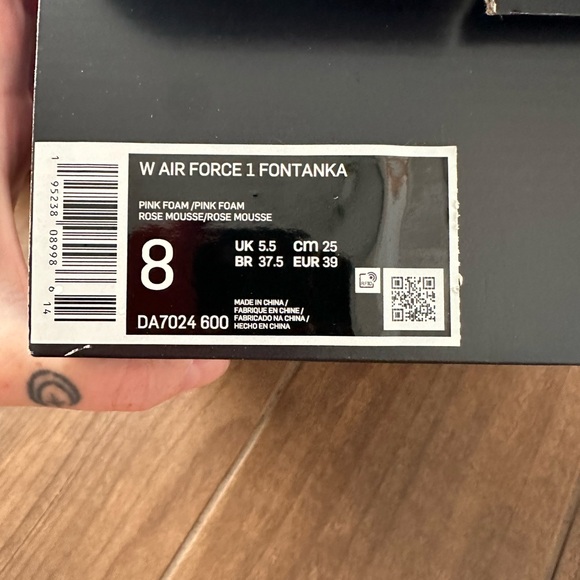 W AIR FORCE 1 FONTANKA
PINK FOAM /PINK FOAM
ROSE MOUSSE/ROSE MOUSSE
8
UK 5.5 cm 25
BR 37.5 EUR 39
DA7024 600
MADE IN CHINA /
FABRIQUE EN CHINE /
FABRICADO NA CHINA /
HECHO EN CHINA
1 95238 08998 6 14